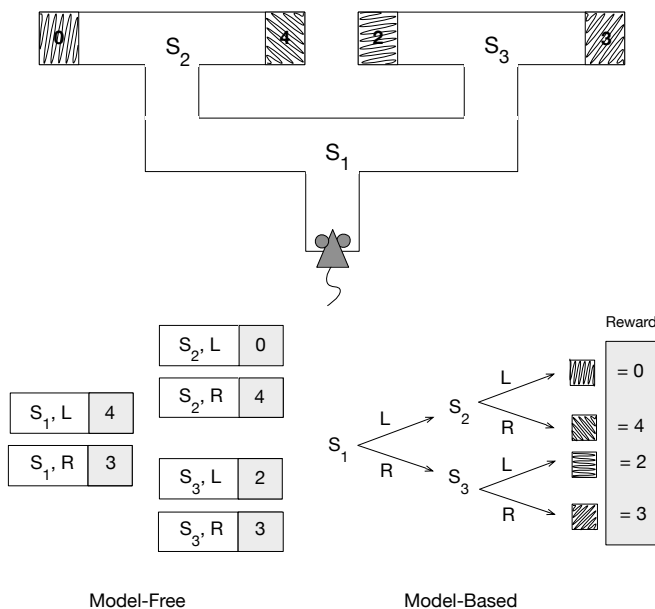 0 4 2 3
S2 S3
S1
Reward
S2, L 0
S2, R 4
S1, L 4
S1, R 3
S3, L 2
S3, R 3
S1
L
R
S2
S3
L
R
L
R
= 0
= 4
= 2
= 3
Model-Free Model-Based